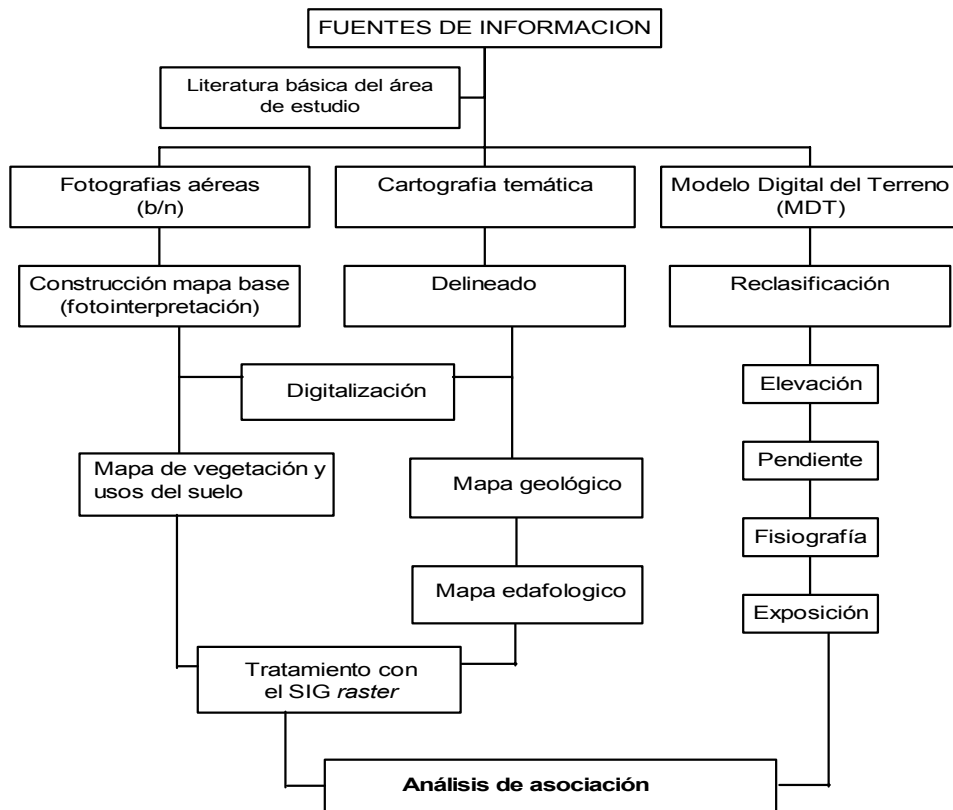 FUENTES DE INFORMACION
Literatura básica del área
de estudio
Fotografias aéreas
(b/n)
Cartografia temática
Modelo Digital del Terreno
(MDT)
Construcción mapa base
(fotointerpretación)
Delineado
Reclasificación
Digitalización
Elevación
Mapa de vegetación y
usos del suelo
Mapa geológico
Pendiente
Fisiografía
Mapa edafologico
Exposición
Tratamiento con
el SIG raster
Análisis de asociación